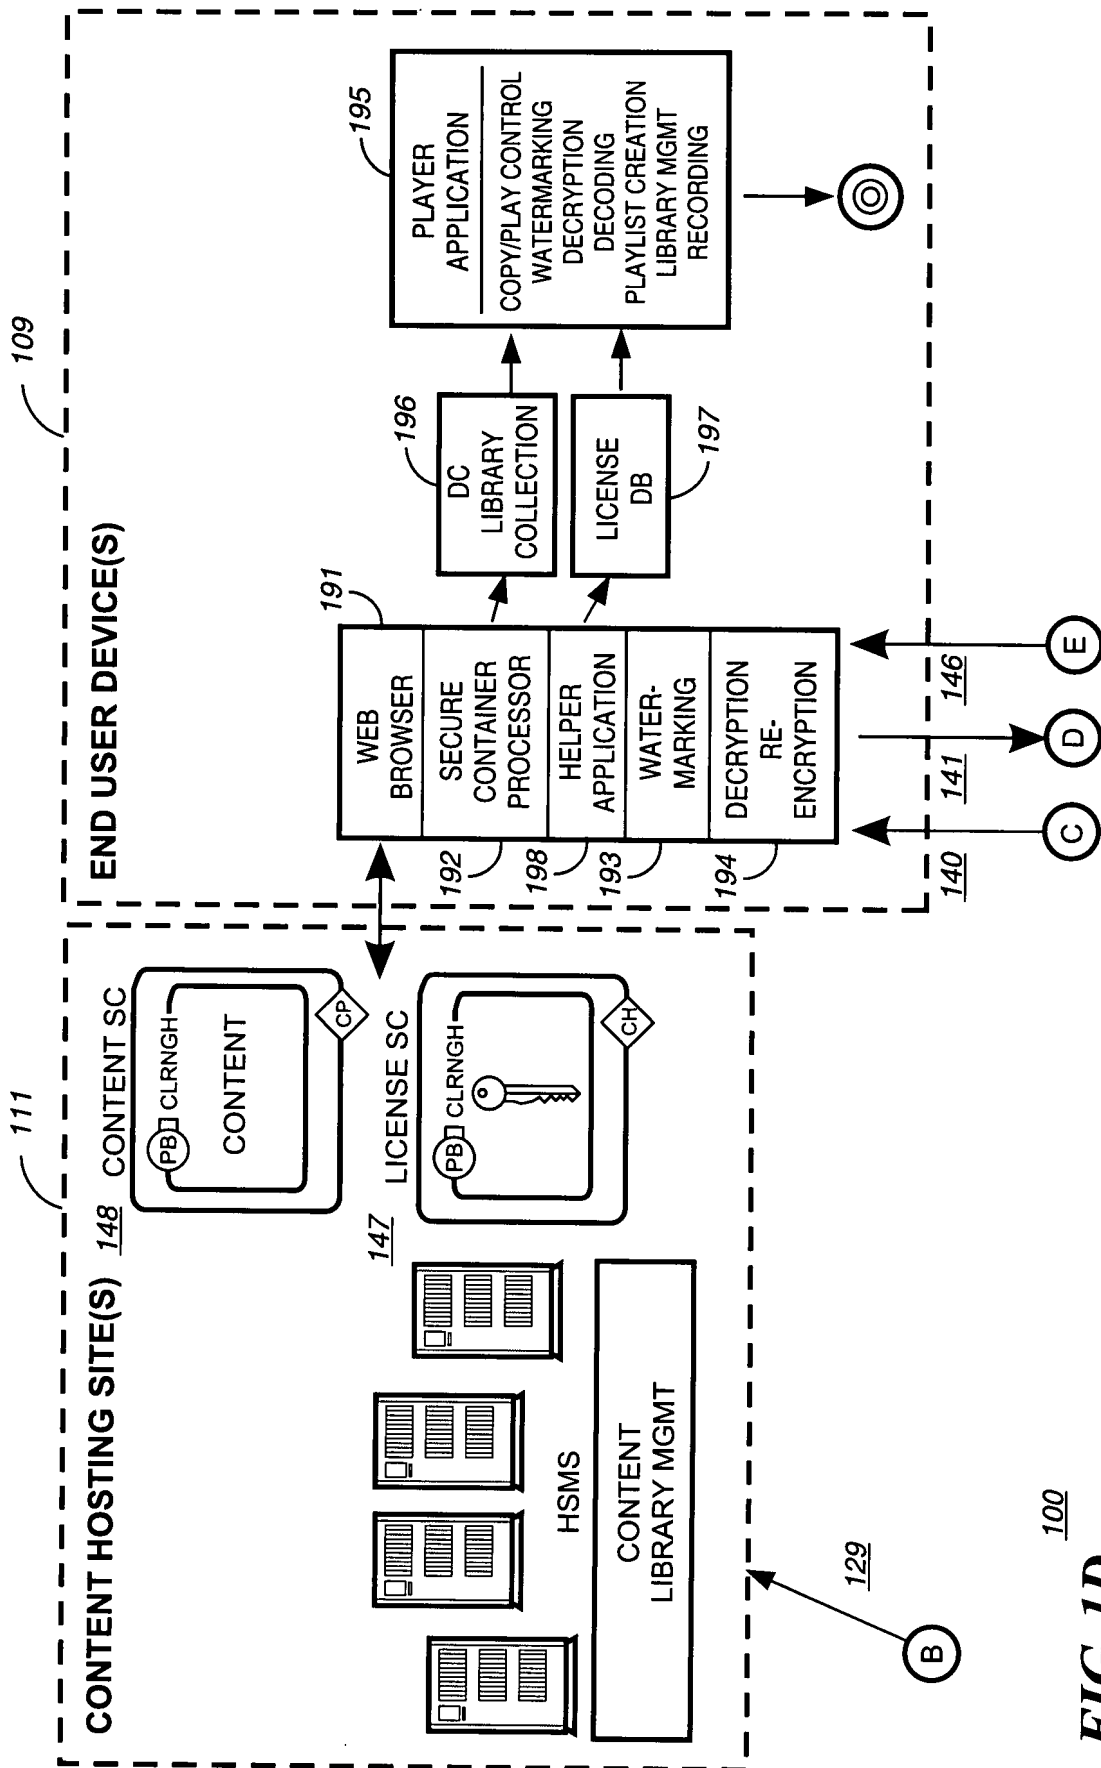 111
109
CONTENT HOSTING SITE(S)
148
CONTENT SC
PB
CLRNGH
CONTENT
CP
147
LICENSE SC
PB
CLRNGH
CH
HSMS
CONTENT
LIBRARY MGMT
129
B
END USER DEVICE(S)
191
WEB
BROWSER
192
SECURE
CONTAINER
PROCESSOR
198
HELPER
APPLICATION
193
WATER-
MARKING
194
DECRYPTION
RE-
ENCRYPTION
196
DC
LIBRARY
COLLECTION
LICENSE
DB
197
195
PLAYER
APPLICATION
COPY/PLAY CONTROL
WATERMARKING
DECRYPTION
DECODING
PLAYLIST CREATION
LIBRARY MGMT
RECORDING
140
141
146
C
D
E
100
FIG. 1D